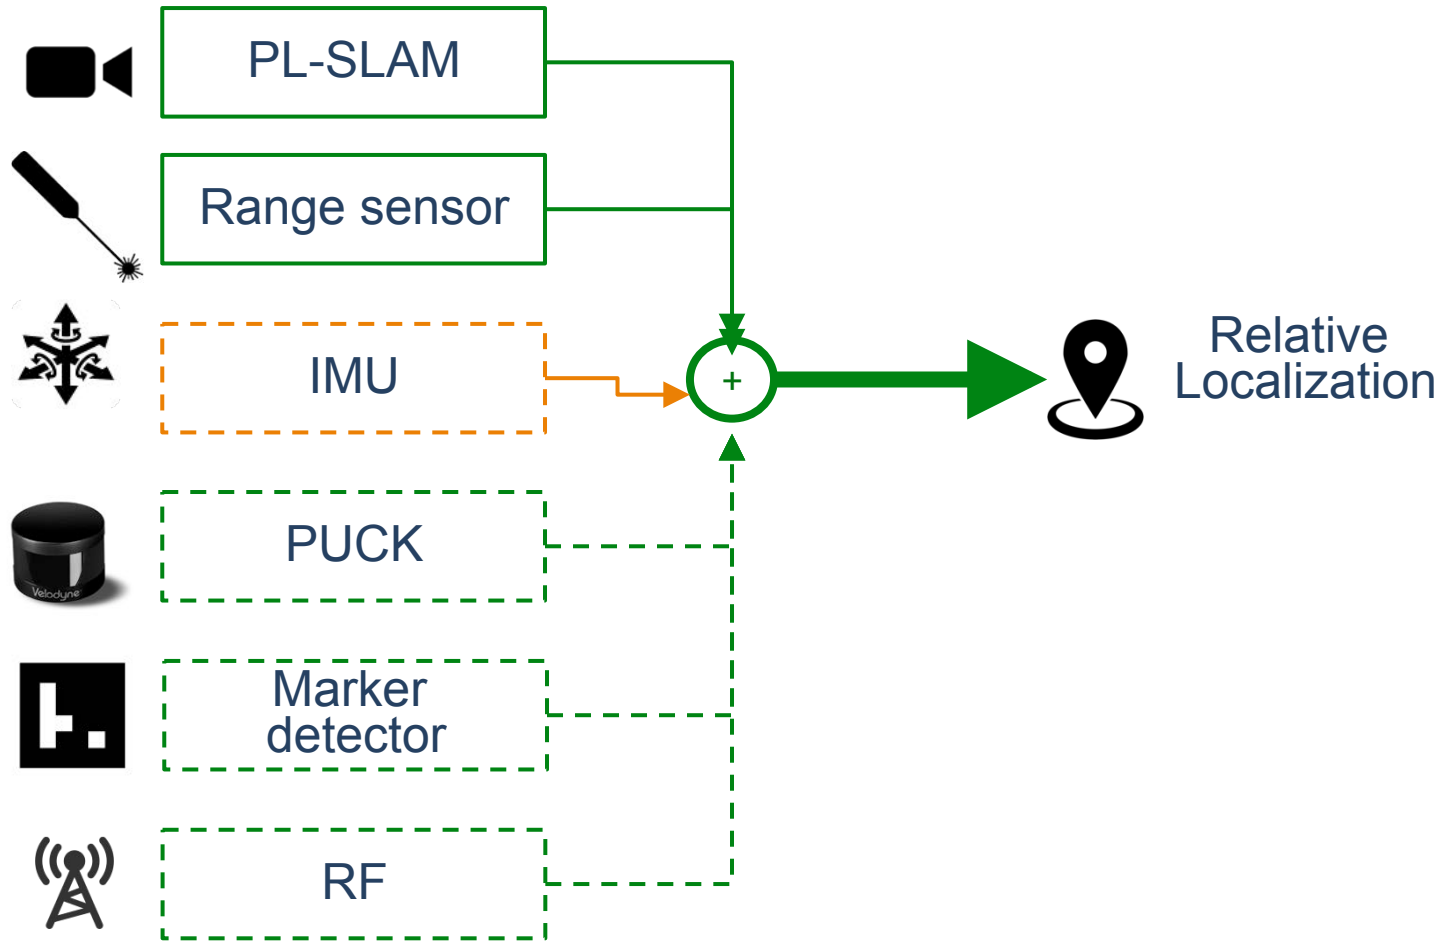 PL-SLAM
Range sensor
IMU
+
Relative
Localization
PUCK
Velodyne
Marker
detector
RF